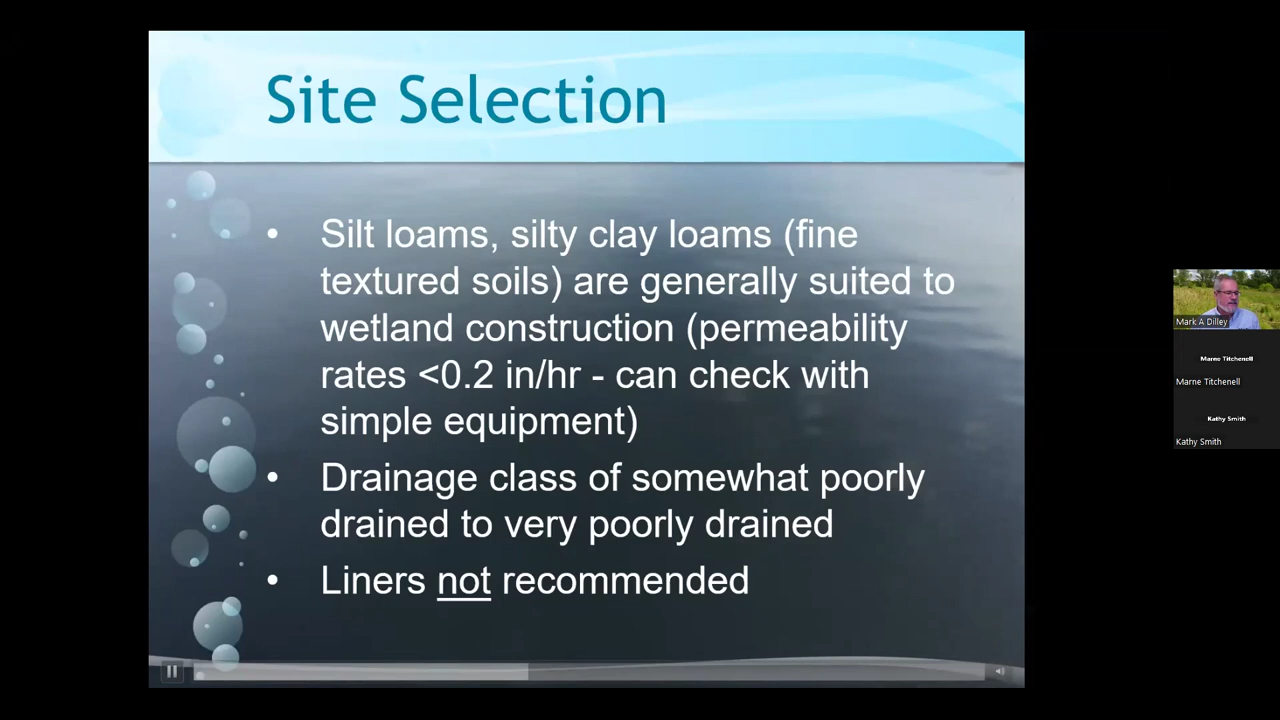 Site Selection
• Silt loams, silty clay loams (fine
textured soils) are generally suited to
wetland construction (permeability
rates <0.2 in/hr - can check with
simple equipment)
• Drainage class of somewhat poorly
drained to very poorly drained
• Liners not recommended
Mark A Dilley
Marne Titchenell
Marne Titchenell
Kathy Smith
Kathy Smith